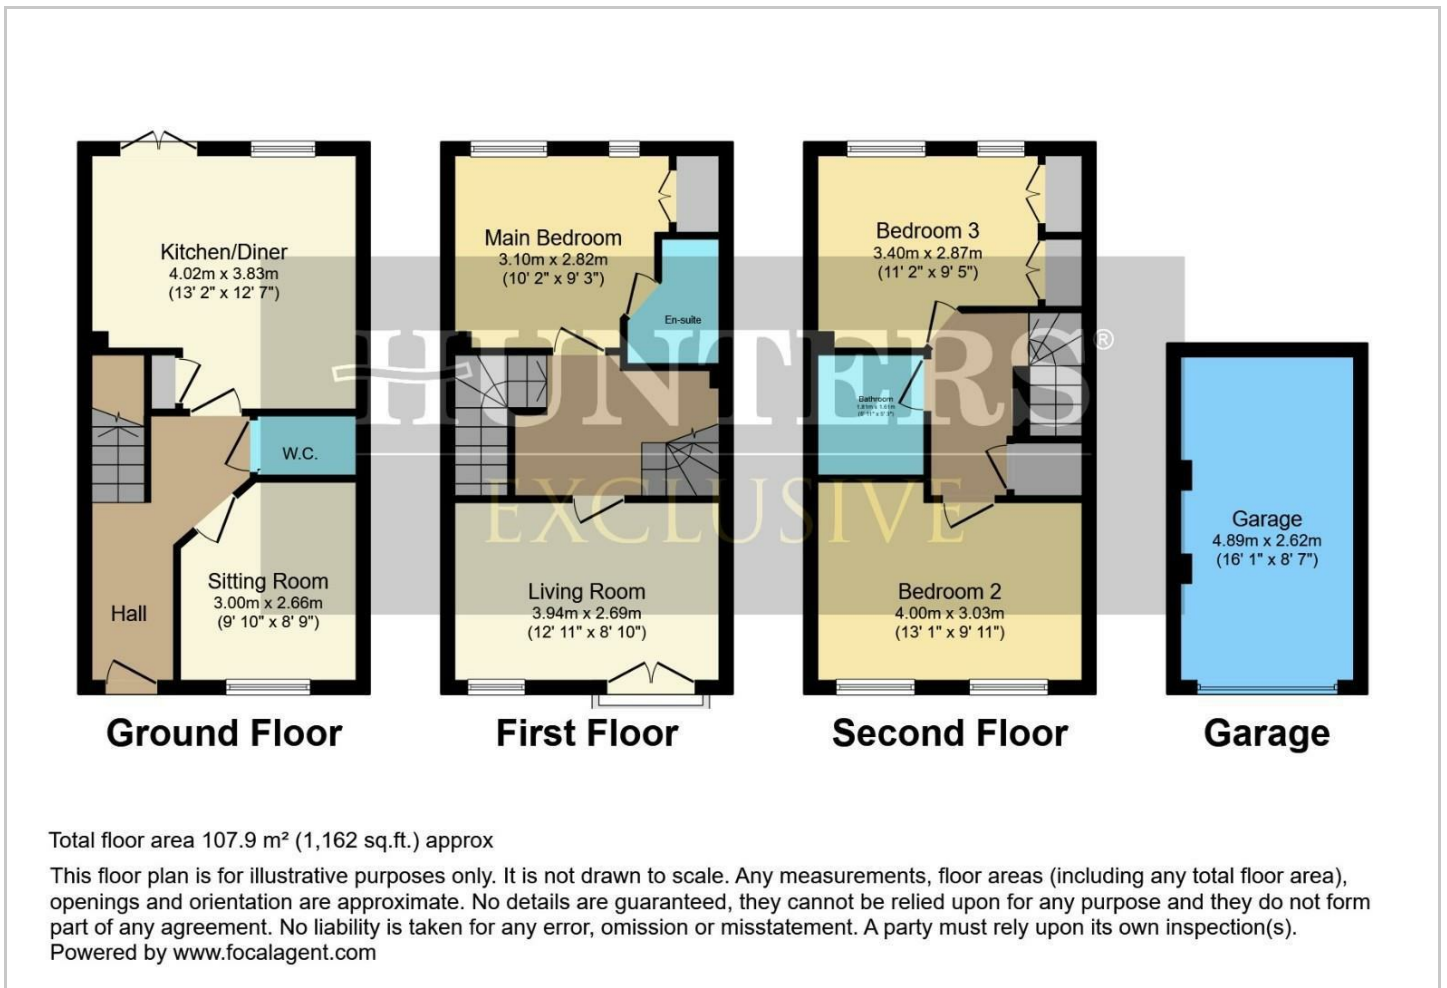 Kitchen/Diner
4.02m x 3.83m
(13' 2" x 12' 7")
W.C.
Sitting Room
3.00m x 2.66m
(9' 10" x 8' 9")
Hall
Ground Floor
Main Bedroom
3.10m x 2.82m
(10' 2" x 9' 3")
En-suite
Living Room
3.94m x 2.69m
(12' 11" x 8' 10")
First Floor
Bedroom 3
3.40m x 2.87m
(11' 2" x 9' 5")
Bathroom
Bedroom 2
4.00m x 3.03m
(13' 1" x 9' 11")
Second Floor
Garage
4.89m x 2.62m
(16' 1" x 8' 7")
Garage
HUNTERS®
EXCLUSIVE
Total floor area 107.9 m² (1,162 sq.ft.) approx
This floor plan is for illustrative purposes only. It is not drawn to scale. Any measurements, floor areas (including any total floor area),
openings and orientation are approximate. No details are guaranteed, they cannot be relied upon for any purpose and they do not form
part of any agreement. No liability is taken for any error, omission or misstatement. A party must rely upon its own inspection(s).
Powered by www.focalagent.com